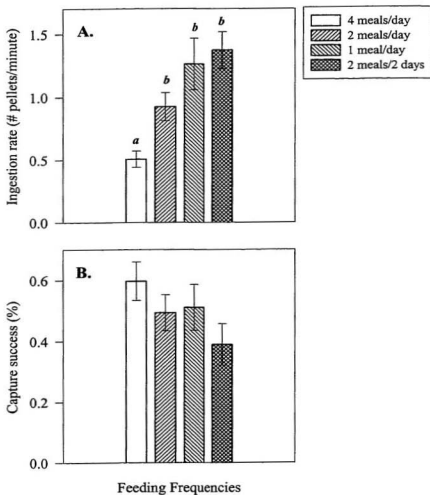 A.
Ingestion rate (# pellets/minute)
1.5
1.0
0.5
0.0
a
b
b
b
4 meals/day
2 meals/day
1 meal/day
2 meals/2 days
B.
Capture success (%)
0.6
0.4
0.2
0.0
Feeding Frequencies